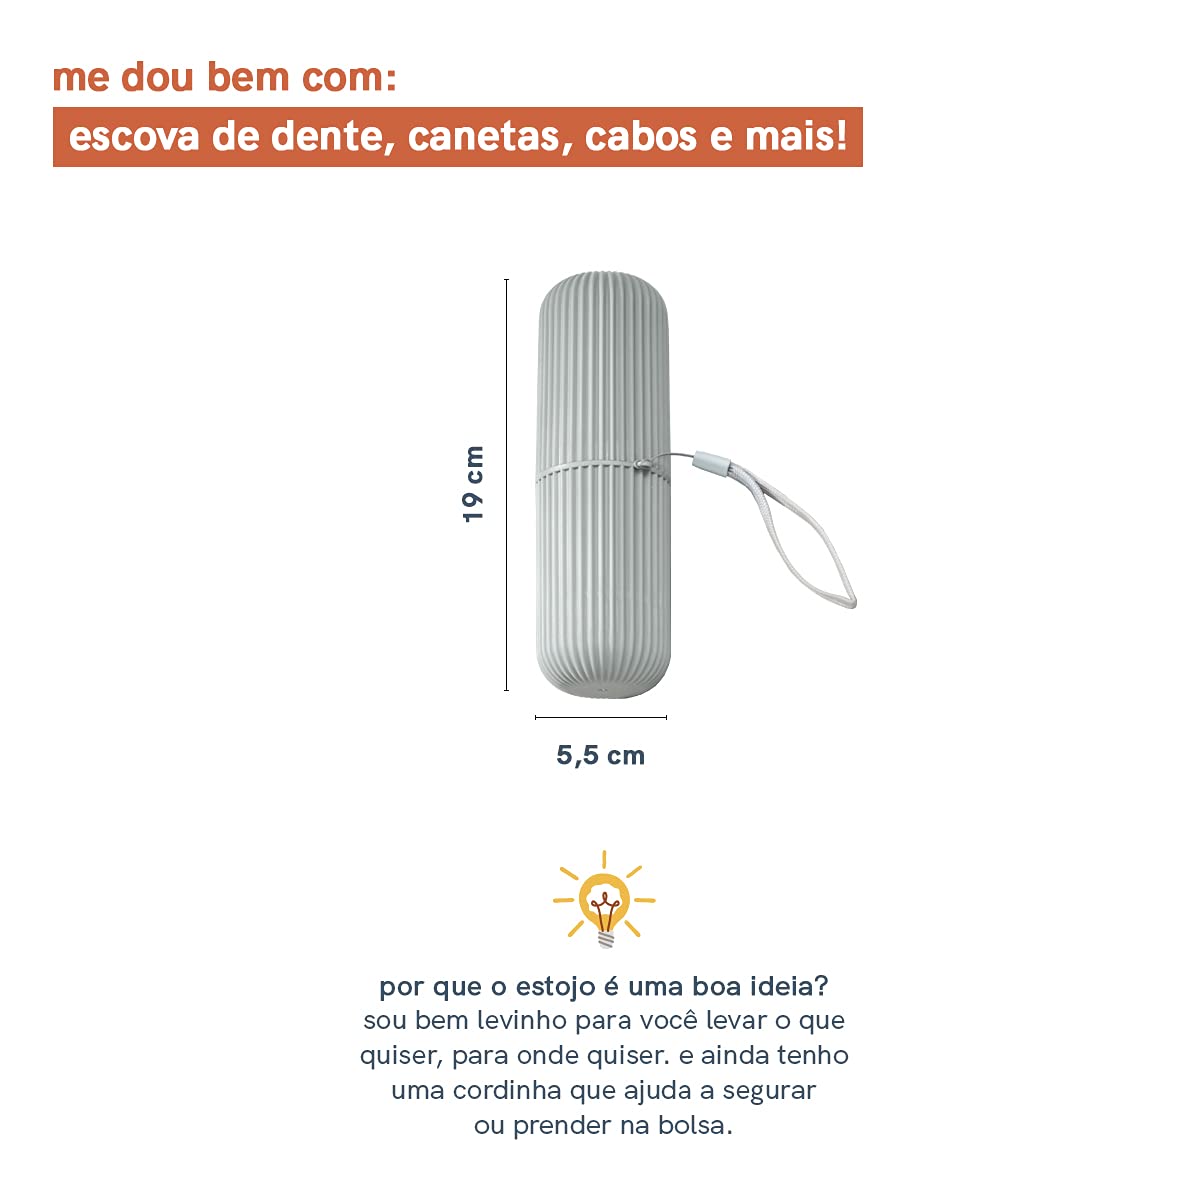 me dou bem com:
escova de dente, canetas, cabos e mais!
19 cm
5,5 cm
por que o estojo é uma boa ideia?
sou bem levinho para você levar o que
quiser, para onde quiser. e ainda tenho
uma cordinha que ajuda a segurar
ou prender na bolsa.